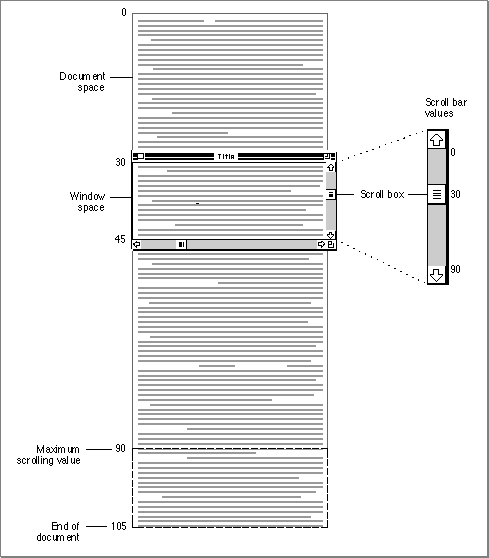 0
Document
space
Scroll bar
values
Title
30
0
Window
space
Scroll box
30
45
90
Maximum
scrolling value
90
End of
document
105